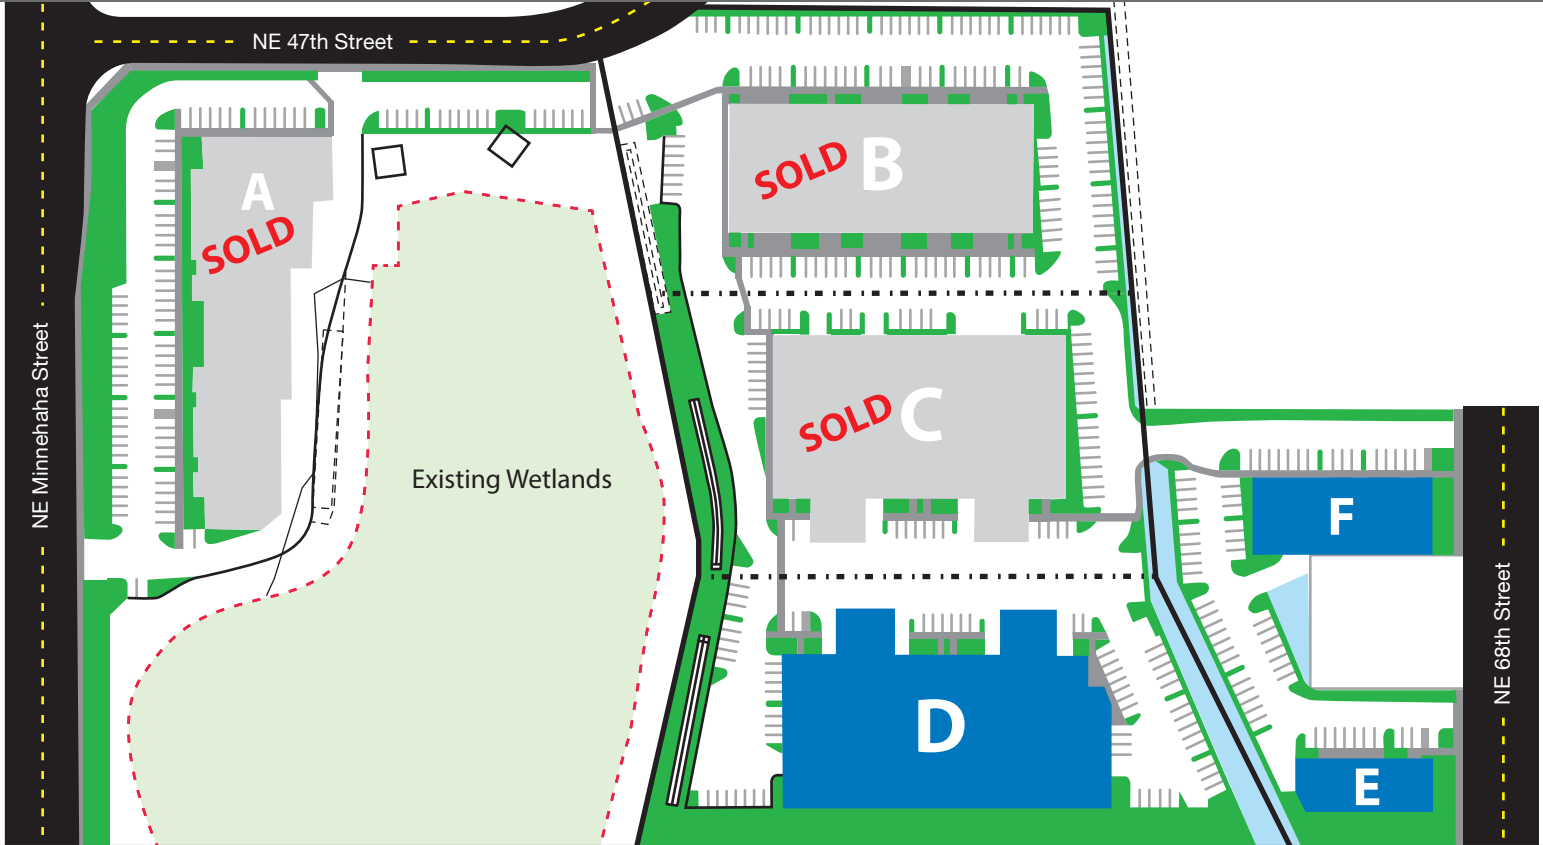 NE 47th Street
NE Minnehaha Street
A
SOLD
SOLD
B
SOLD
C
Existing Wetlands
D
F
E
NE 68th Street